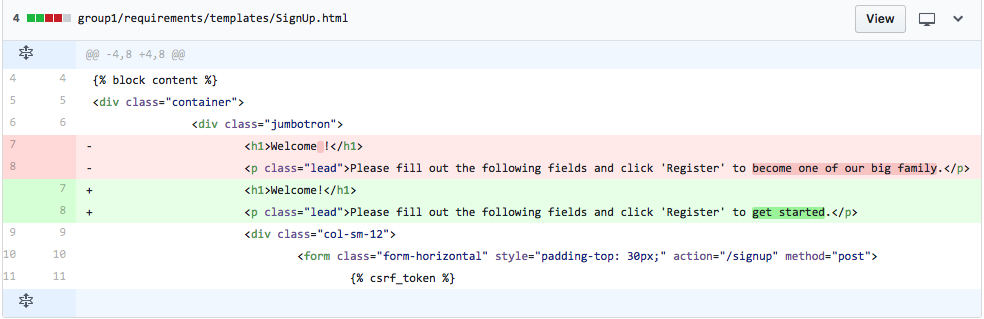 4 group1/requirements/templates/SignUp.html View
@@ -4,8 +4,8 @@
4 4 {% block content %}
5 5 <div class="container">
6 6 <div class="jumbotron">
7 - <h1>Welcome !</h1>
8 - <p class="lead">Please fill out the following fields and click 'Register' to become one of our big family.</p>
7 + <h1>Welcome!</h1>
8 + <p class="lead">Please fill out the following fields and click 'Register' to get started.</p>
9 9 <div class="col-sm-12">
10 10 <form class="form-horizontal" style="padding-top: 30px;" action="/signup" method="post">
11 11 {% csrf_token %}